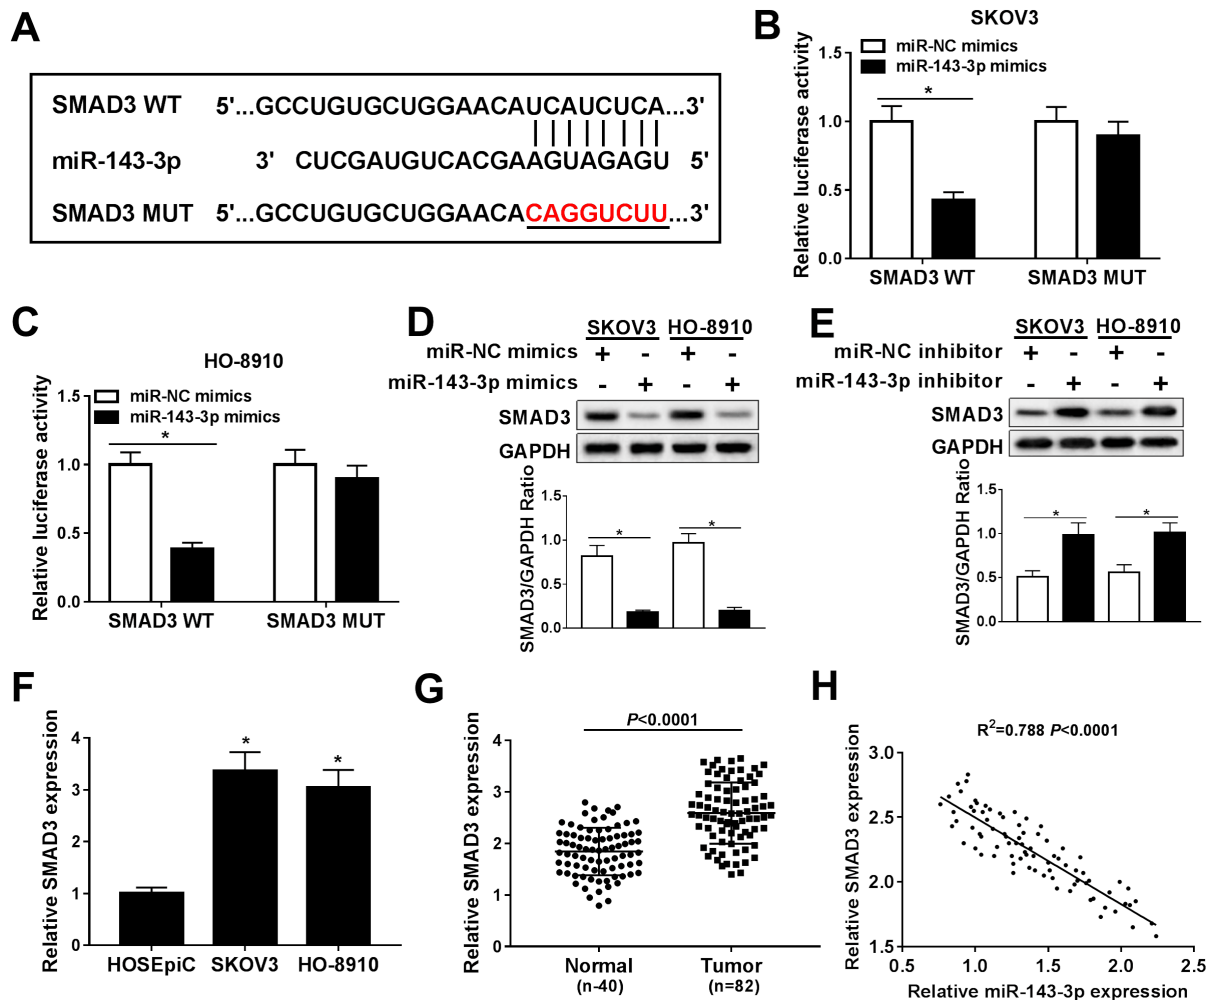 A
SMAD3 WT 5'...GCCUGUGCUGGAACAUCAUCUCA...3'
miR-143-3p 3' CUCGAUGUCACGAAGUAGAGU 5'
SMAD3 MUT 5'...GCCUGUGCUGGAACACAGGUCUU...3'
B
SKOV3
miR-NC mimics
miR-143-3p mimics
Relative luciferase activity
1.5
1.0
0.5
0.0
*
SMAD3 WT SMAD3 MUT
C
HO-8910
miR-NC mimics
miR-143-3p mimics
Relative luciferase activity
1.5
1.0
0.5
0.0
*
SMAD3 WT SMAD3 MUT
D
SKOV3 HO-8910
miR-NC mimics + - + -
miR-143-3p mimics - + - +
SMAD3
GAPDH
SMAD3/GAPDH Ratio
1.5
1.0
0.5
0.0
* *
E
SKOV3 HO-8910
miR-NC inhibitor + - + -
miR-143-3p inhibitor - + - +
SMAD3
GAPDH
SMAD3/GAPDH Ratio
1.5
1.0
0.5
0.0
* *
F
Relative SMAD3 expression
4
3
2
1
0
* *
HOSEpiC SKOV3 HO-8910
G
Relative SMAD3 expression
P<0.0001
4
3
2
1
0
Normal Tumor
(n-40) (n=82)
H
R²=0.788 P<0.0001
Relative SMAD3 expression
3.0
2.5
2.0
1.5
0.5 1.0 1.5 2.0 2.5
Relative miR-143-3p expression